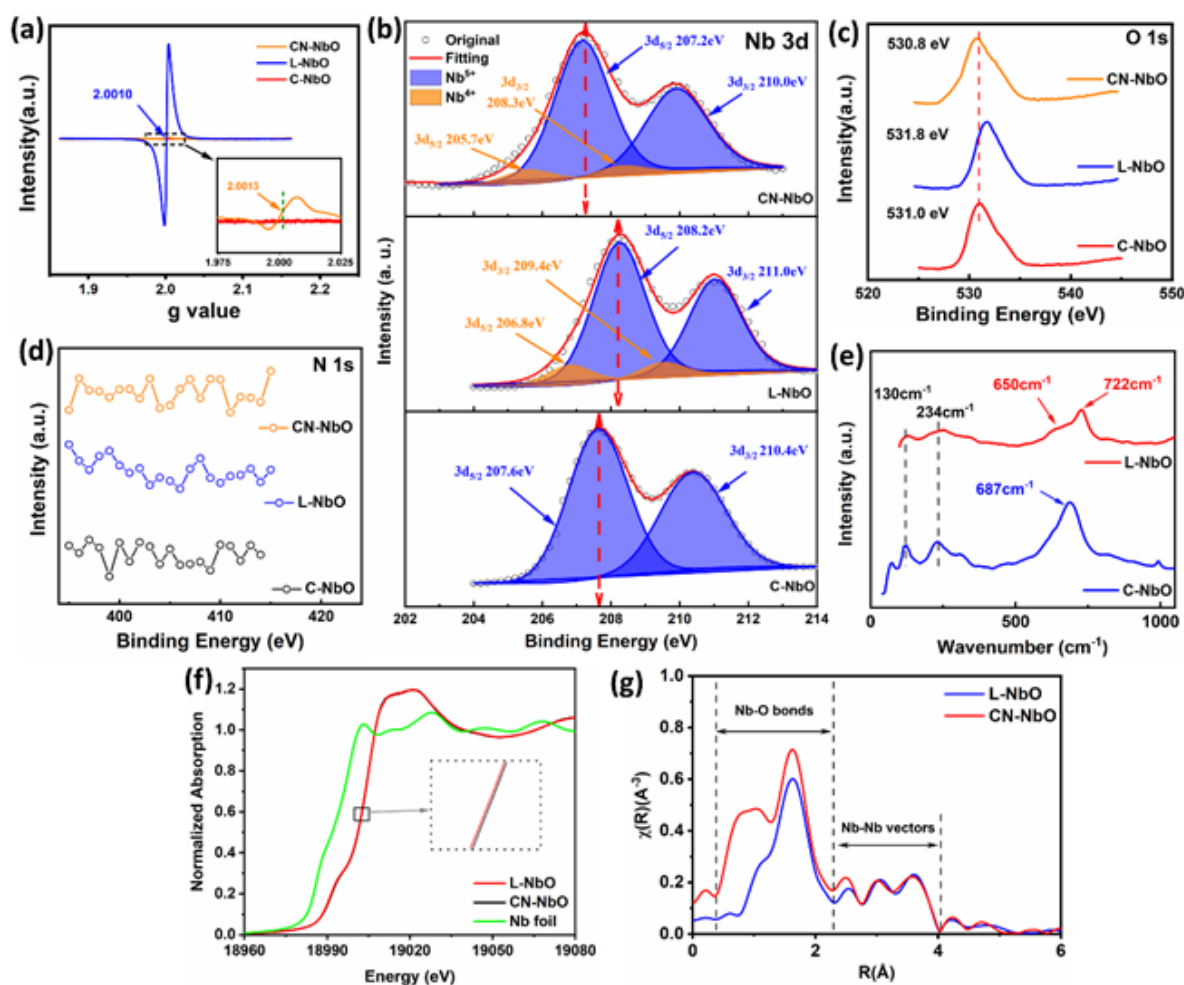 (a)
Intensity(a.u.)
CN-NbO
L-NbO
C-NbO
2.0010
2.0013
1.975
2.000
2.025
1.9
2.0
2.1
2.2
g value
(b)
Intensity (a. u.)
Original
Fitting
Nb5+
Nb4+
Nb 3d
3d5/2 207.2eV
3d3/2
208.3eV
3d3/2 210.0eV
3d5/2 205.7eV
CN-NbO
3d5/2 208.2eV
3d3/2 209.4eV
3d3/2 211.0eV
3d5/2 206.8eV
L-NbO
3d5/2 207.6eV
3d3/2 210.4eV
C-NbO
202
204
206
208
210
212
214
Binding Energy (eV)
(c)
O 1s
Intensity (a.u.)
530.8 eV
CN-NbO
531.8 eV
L-NbO
531.0 eV
C-NbO
520
530
540
550
Binding Energy (eV)
(d)
N 1s
Intensity (a.u.)
CN-NbO
L-NbO
C-NbO
400
410
420
Binding Energy (eV)
(e)
Intensity (a.u.)
130cm-1
234cm-1
650cm-1
722cm-1
L-NbO
687cm-1
C-NbO
0
500
1000
Wavenumber (cm-1)
(f)
Normalized Absorption
1.2
1.0
0.8
0.6
0.4
0.2
0.0
L-NbO
CN-NbO
Nb foil
18960
18990
19020
19050
19080
Energy (eV)
(g)
χ(R)(A-3)
1.0
0.8
0.6
0.4
0.2
0.0
Nb-O bonds
L-NbO
CN-NbO
Nb-Nb vectors
0
2
4
6
R(Å)